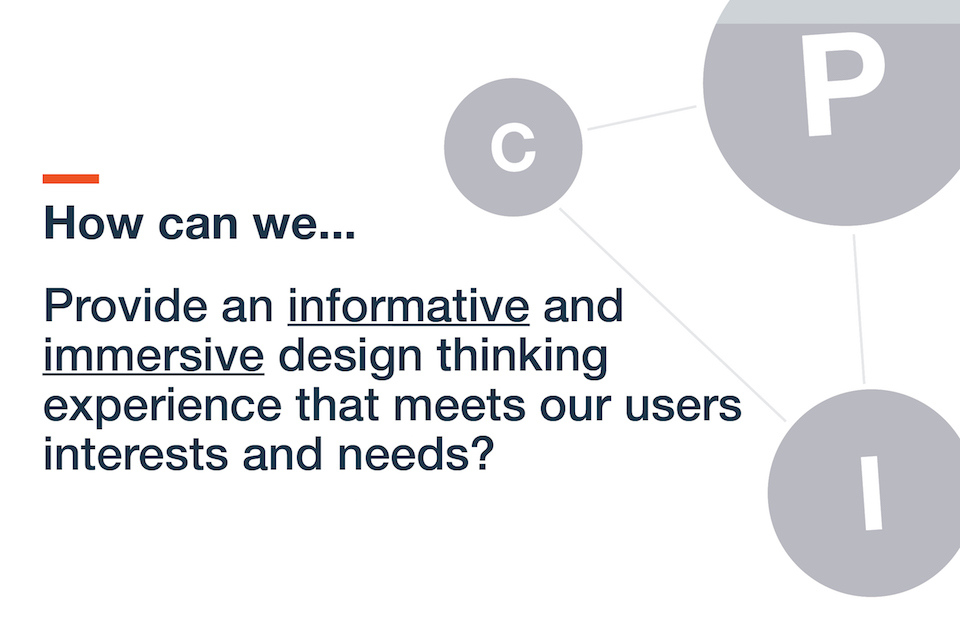 C
P
How can we...
Provide an informative and
immersive design thinking
experience that meets our users
interests and needs?
I